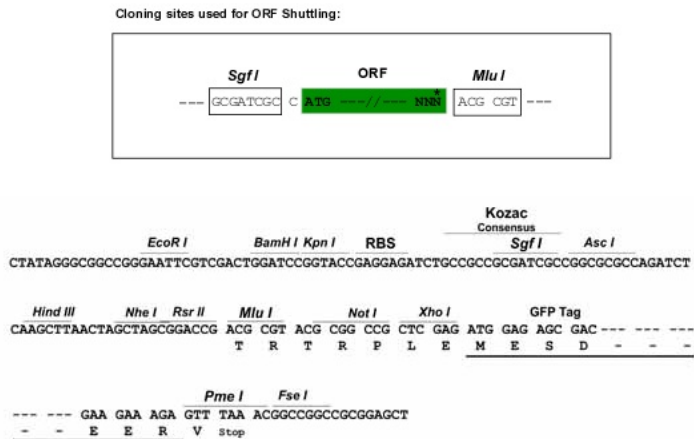 Cloning sites used for ORF Shuttling:
Sgf I ORF Mlu I
--- GCGATCGC C ATG ---//--- NNN ACG CGT ---
*
Kozac
Consensus
EcoR I BamH I Kpn I RBS Sgf I Asc I
CTATAGGGCGGCCGGGAATTCGTCGACTGGATCCGGTACCGAGGAGATCTGCCGCCGCGATCGCCGGCGCGCCAGATCT
Hind III Nhe I Rsr II Mlu I Not I Xho I GFP Tag
CAAGCTTAACTAGCTAGCGGACCG ACG CGT ACG CGG CCG CTC GAG ATG GAG AGC GAC --- --- ---
T R T R P L E M E S D - - -
Pme I Fse I
--- --- GAA GAA AGA GTT TAA ACGGCCGGCCGCGGAGCT
- - E E R V Stop